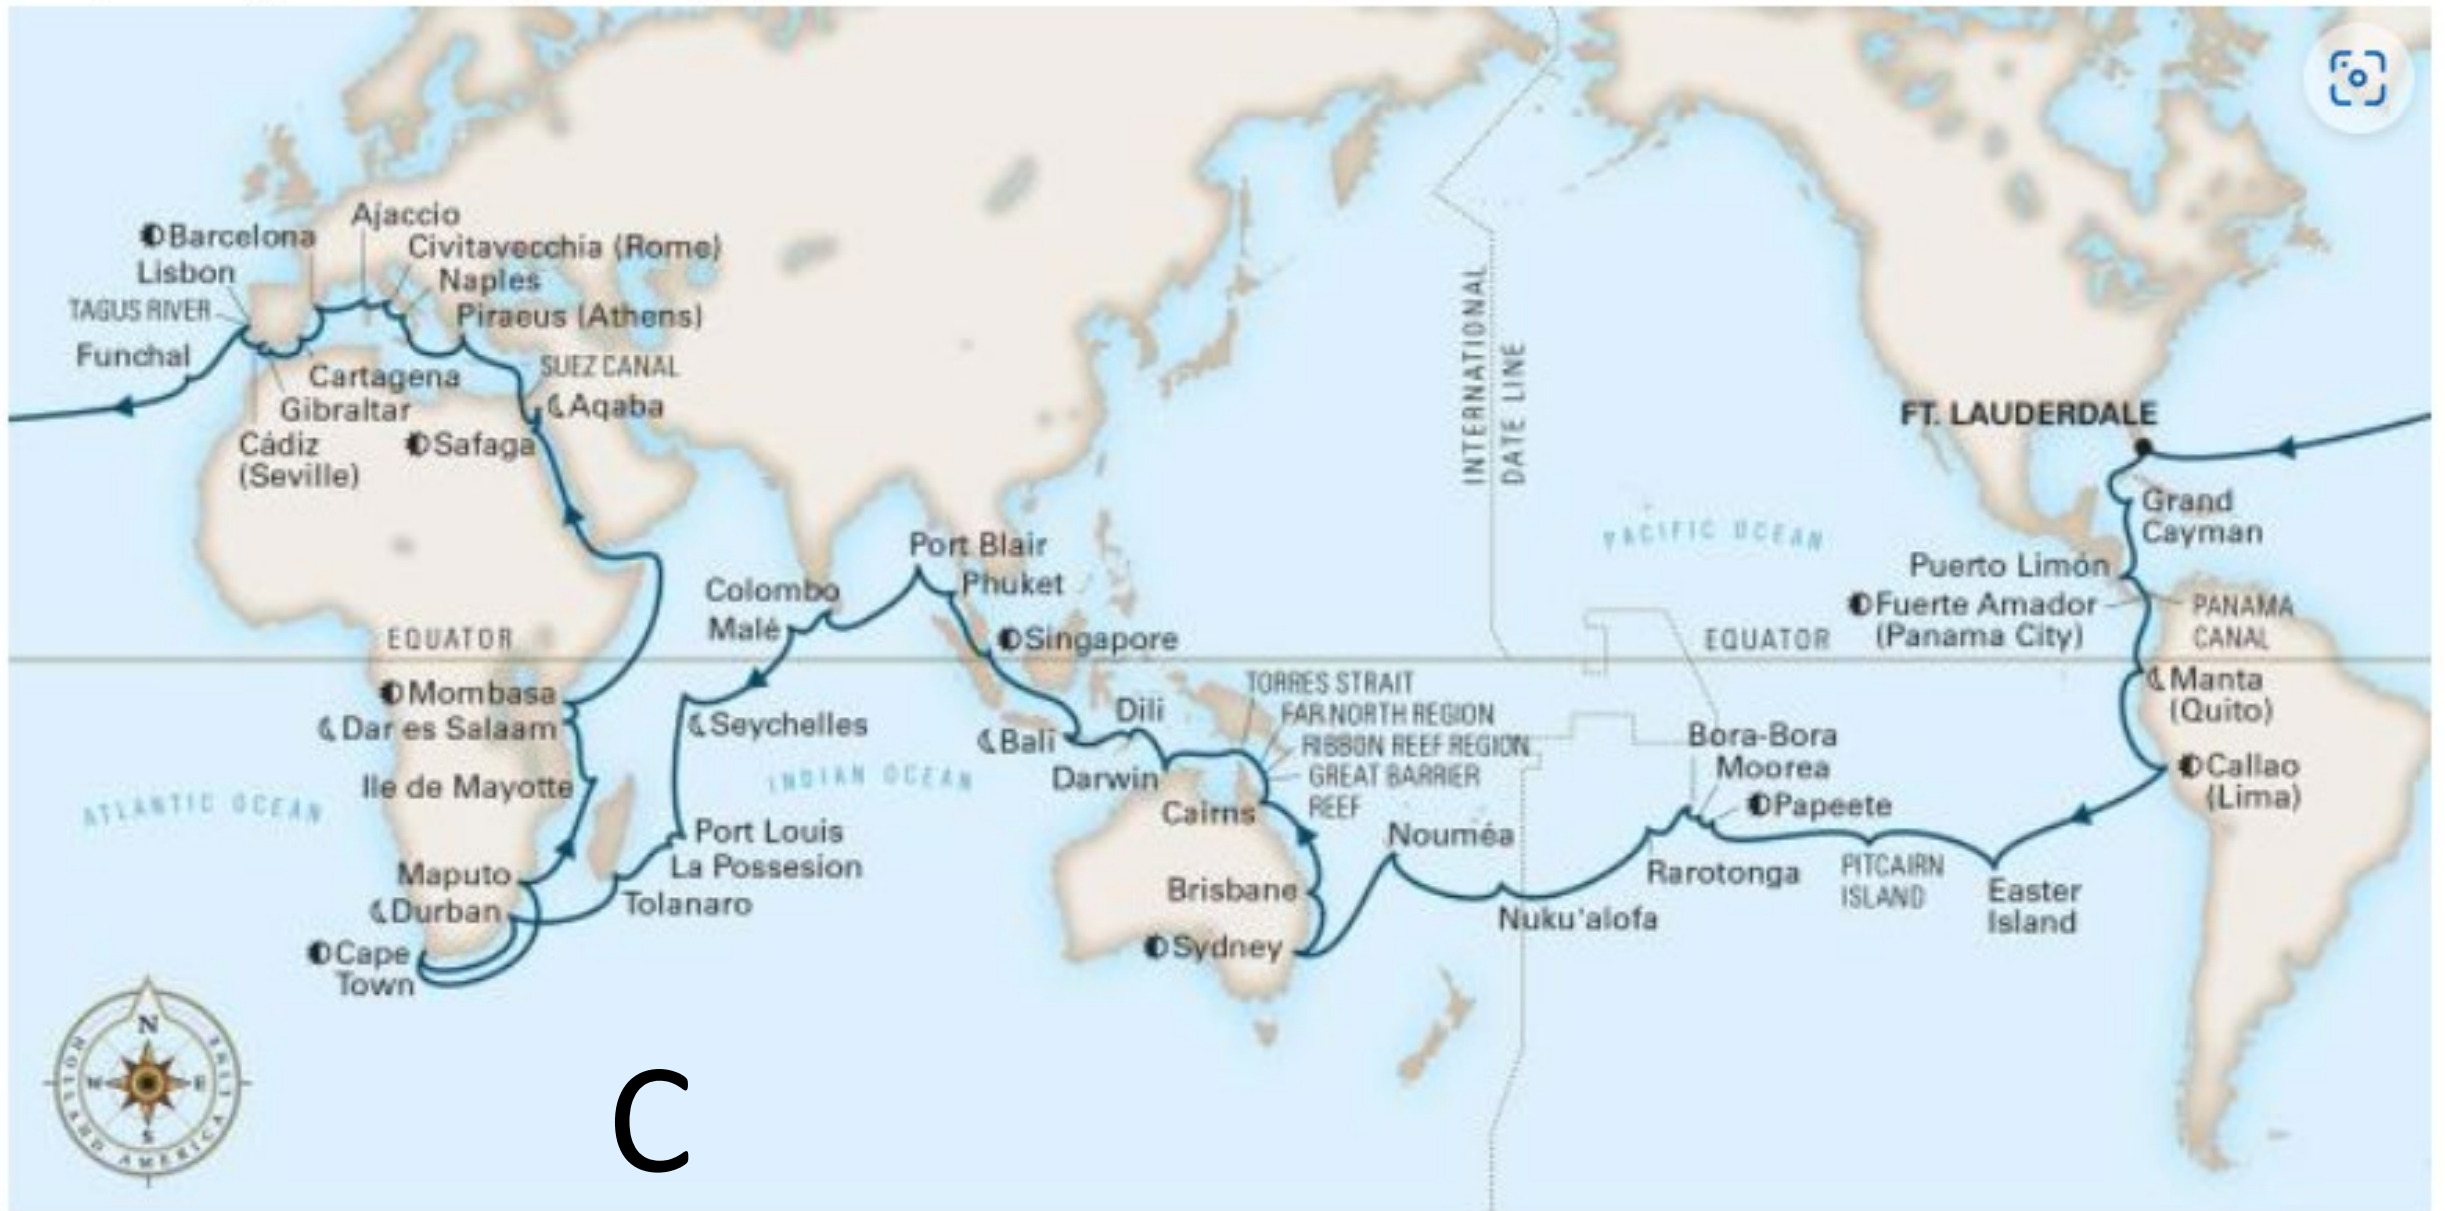 Ajaccio
Barcelona
Civitavecchia (Rome)
Lisbon
Naples
TAGUS RIVER
Piraeus (Athens)
Funchal
SUEZ CANAL
Cartagena
Aqaba
Gibraltar
Cádiz
(Seville)
Safaga
INTERNATIONAL
DATE LINE
FT. LAUDERDALE
Grand
Cayman
PACIFIC OCEAN
Port Blair
Phuket
Puerto Limón
Colombo
Malé
Fuerte Amador
(Panama City)
PANAMA
CANAL
EQUATOR
Singapore
EQUATOR
Mombasa
Dar es Salaam
Seychelles
Bali
Dili
TORRES STRAIT
FAR NORTH REGION
RIBBON REEF REGION
GREAT BARRIER
REEF
Manta
(Quito)
Bora-Bora
Moorea
Papeete
Callao
(Lima)
Darwin
Cairns
Ile de Mayotte
INDIAN OCEAN
ATLANTIC OCEAN
Port Louis
La Possesion
Nouméa
Maputo
Tolanaro
Durban
Brisbane
Rarotonga
PITCAIRN
ISLAND
Easter
Island
Nuku'alofa
Cape
Town
Sydney
N
W
E
S
HOLLAND AMERICA LINE
C